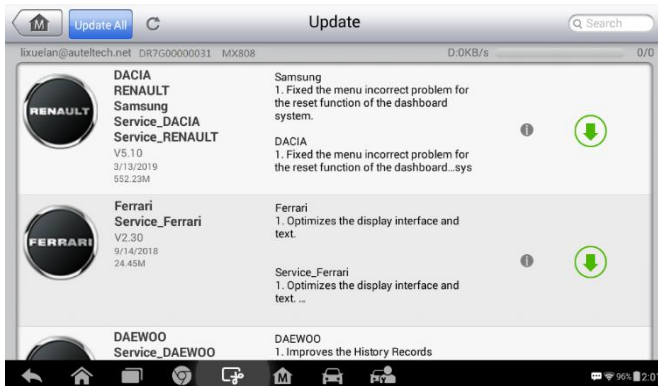 Update All
Update
Search
lixuelan@auteltech.net DR7G00000031 MX808
D:0KB/s
0/0
RENAULT
DACIA
RENAULT
Samsung
Service_DACIA
Service_RENAULT
V5.10
3/13/2019
552.23M
Samsung
1. Fixed the menu incorrect problem for
the reset function of the dashboard
system.
DACIA
1. Fixed the menu incorrect problem for
the reset function of the dashboard...sys
FERRARI
Ferrari
Service_Ferrari
V2.30
9/14/2018
24.45M
Ferrari
1. Optimizes the display interface and
text.
Service_Ferrari
1. Optimizes the display interface and
text. ...
DAEWOO
Service_DAEWOO
DAEWOO
1. Improves the History Records
96%